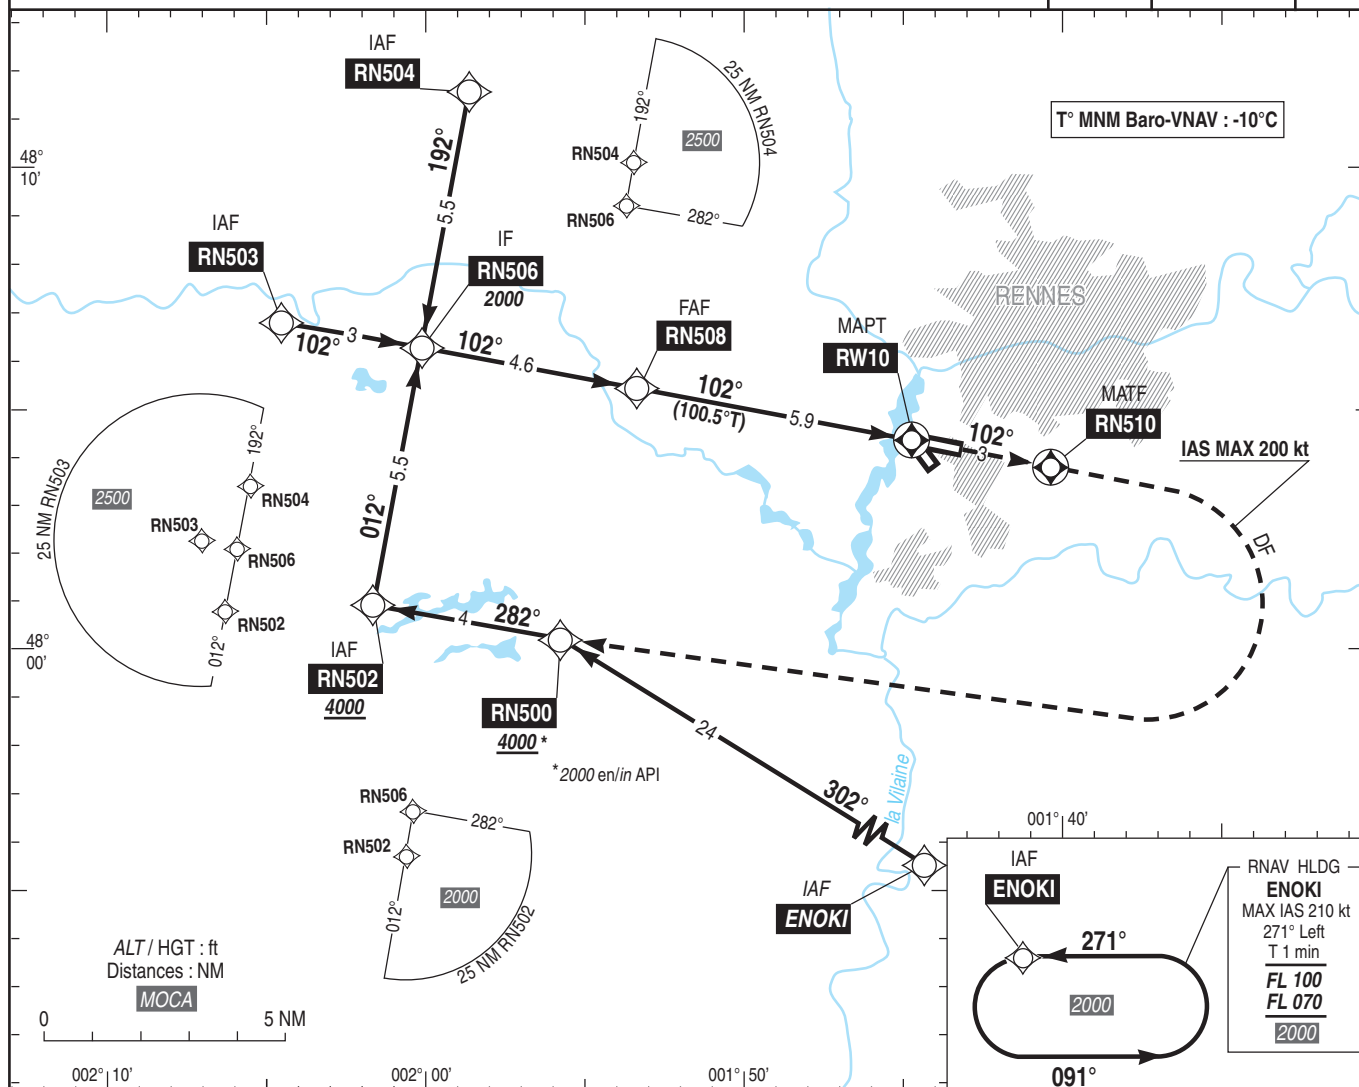 IAF
RN504
192°
5.5
25 NM RN504
192°
2500
RN504
RN506
282°
T° MNM Baro-VNAV : -10°C
48°
10'
IAF
RN503
102°
3
IF
RN506
2000
102°
4.6
FAF
RN508
102°
(100.5°T)
5.9
MAPT
RW10
RENNES
102°
3
MATF
RN510
IAS MAX 200 kt
DF
25 NM RN503
2500
192°
RN504
RN503
RN506
RN502
012°
012°
5.5
48°
00'
IAF
RN502
4000
4
282°
RN500
4000 *
* 2000 en/in API
24
302°
la Vilaine
IAF
ENOKI
RN506
282°
RN502
012°
2000
25 NM RN502
ALT / HGT : ft
Distances : NM
MOCA
0
5 NM
001° 40'
IAF
ENOKI
271°
2000
091°
RNAV HLDG
ENOKI
MAX IAS 210 kt
271° Left
T 1 min
FL 100
FL 070
2000
002° 10'
002° 00'
001° 50'